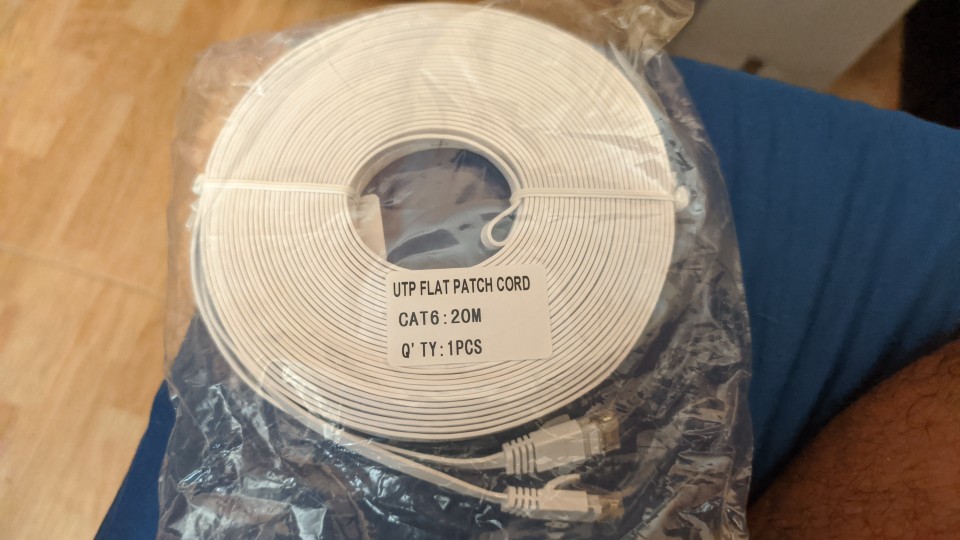 UTP FLAT PATCH CORD
CAT6:20M
Q'TY:1PCS